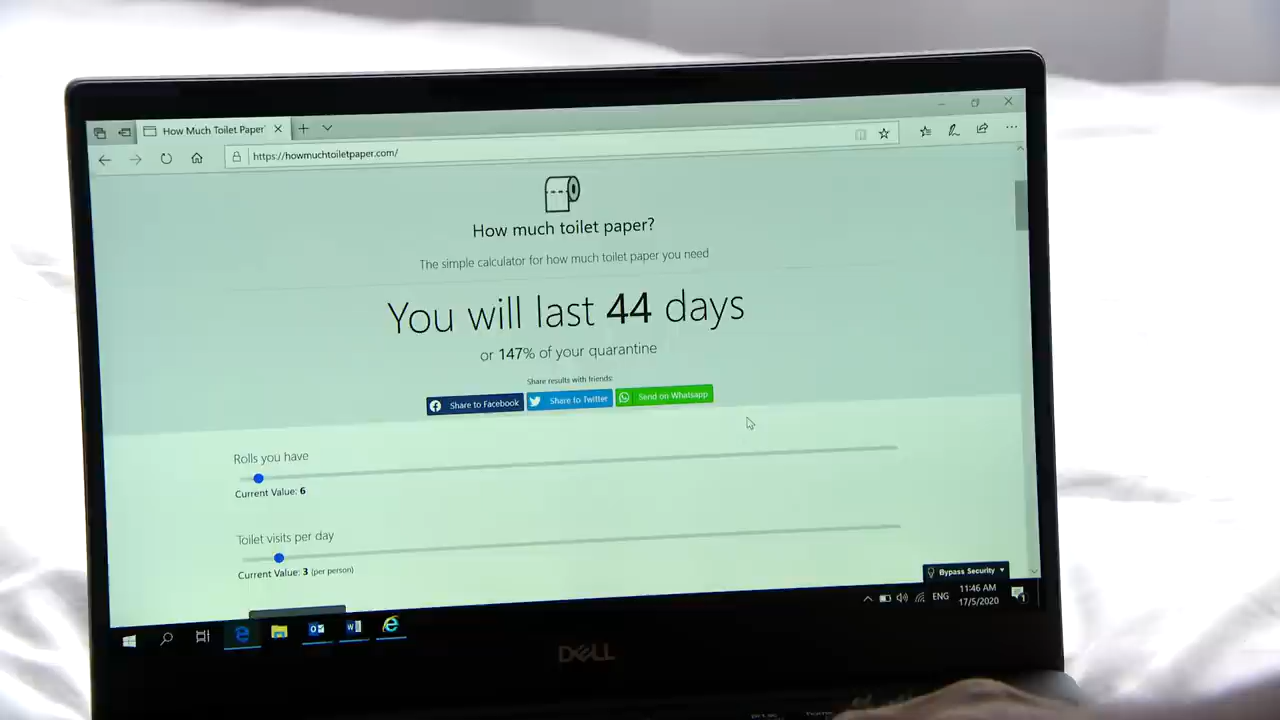 How Much Toilet Paper
https://howmuchtoiletpaper.com/
How much toilet paper?
The simple calculator for how much toilet paper you need
You will last 44 days
or 147% of your quarantine
Share results with friends:
Share to Facebook
Share to Twitter
Send on Whatsapp
Rolls you have
Current Value: 6
Toilet visits per day
Current Value: 3 (per person)
Bypass Security
ENG
11:46 AM
17/5/2020
1
DELL